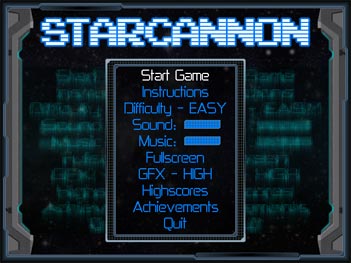 STARCANNON
Start Game
Instructions
Difficulty - EASY
Sound:
Music:
Fullscreen
GFX - HIGH
Highscores
Achievements
Quit